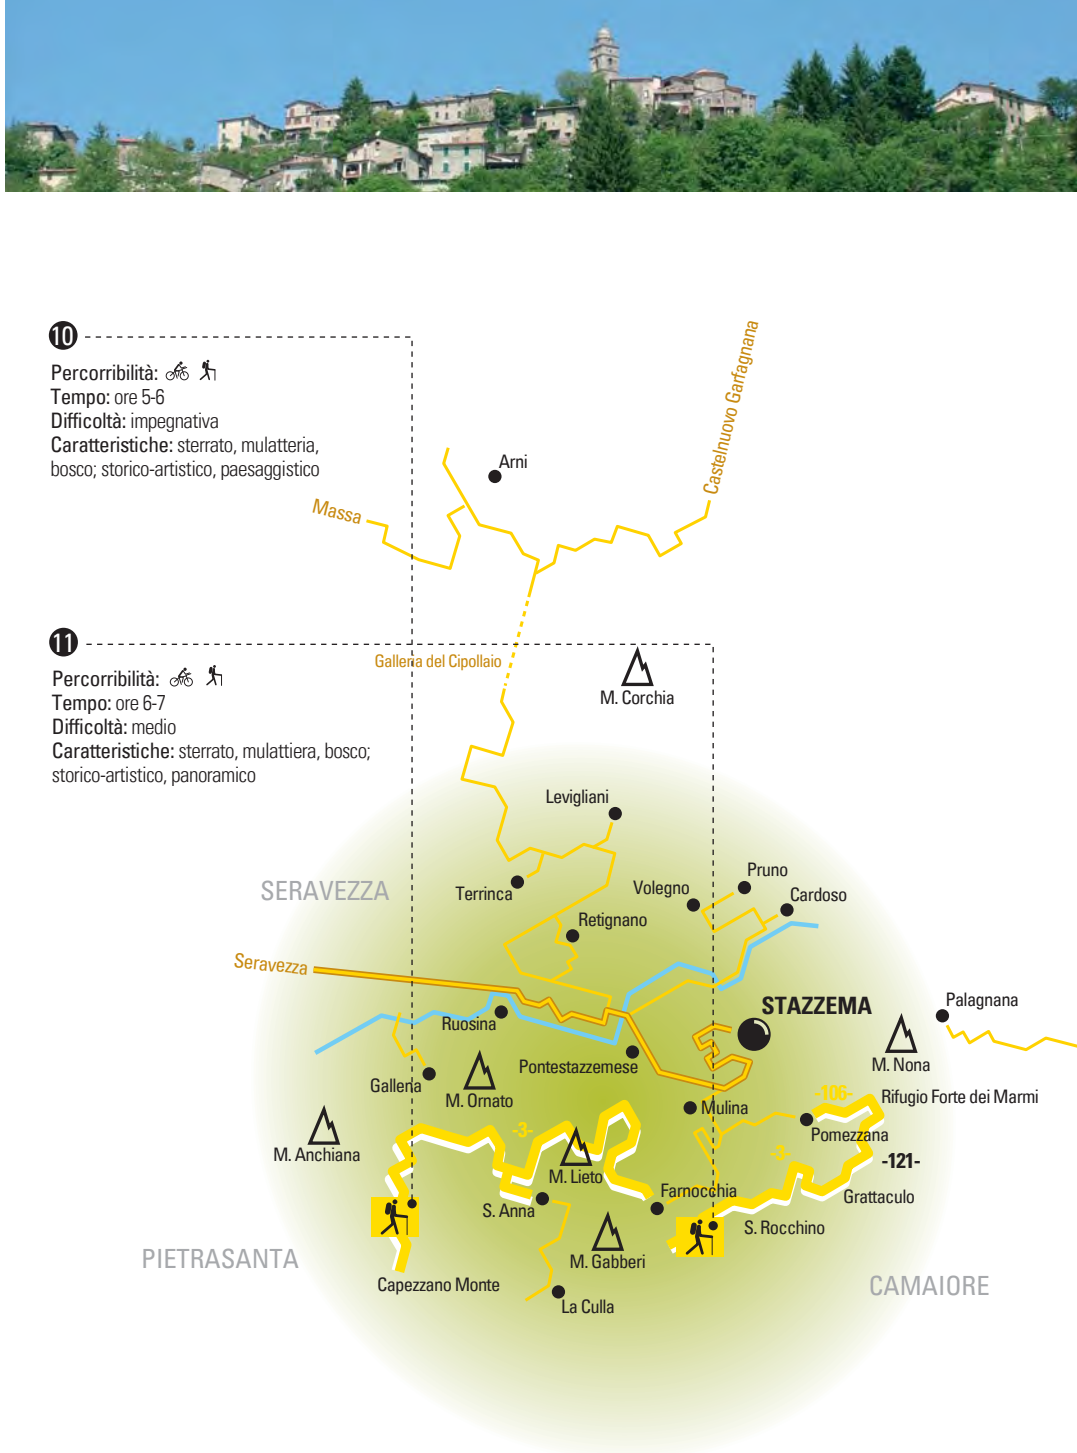 10
Percorribilità:
Tempo: ore 5-6
Difficoltà: impegnativa
Caratteristiche: sterrato, mulatteria,
bosco; storico-artistico, paesaggistico
Castelnuovo Garfagnana
Arni
Massa
11
Percorribilità:
Tempo: ore 6-7
Difficoltà: medio
Caratteristiche: sterrato, mulattiera, bosco;
storico-artistico, panoramico
Galleria del Cipollaio
M. Corchia
Levigliani
SERAVEZZA
Terrinca
Volegno
Pruno
Cardoso
Retignano
Seravezza
STAZZEMA
Palagnana
Ruosina
Pontestazzemese
M. Nona
Gallena
M. Ornato
-106-
Rifugio Forte dei Marmi
Mulina
Pomezzana
-3-
M. Anchiana
-3-
-121-
M. Lieto
Farnocchia
Grattaculo
S. Anna
S. Rocchino
PIETRASANTA
M. Gabberi
Capezzano Monte
CAMAIORE
La Culla